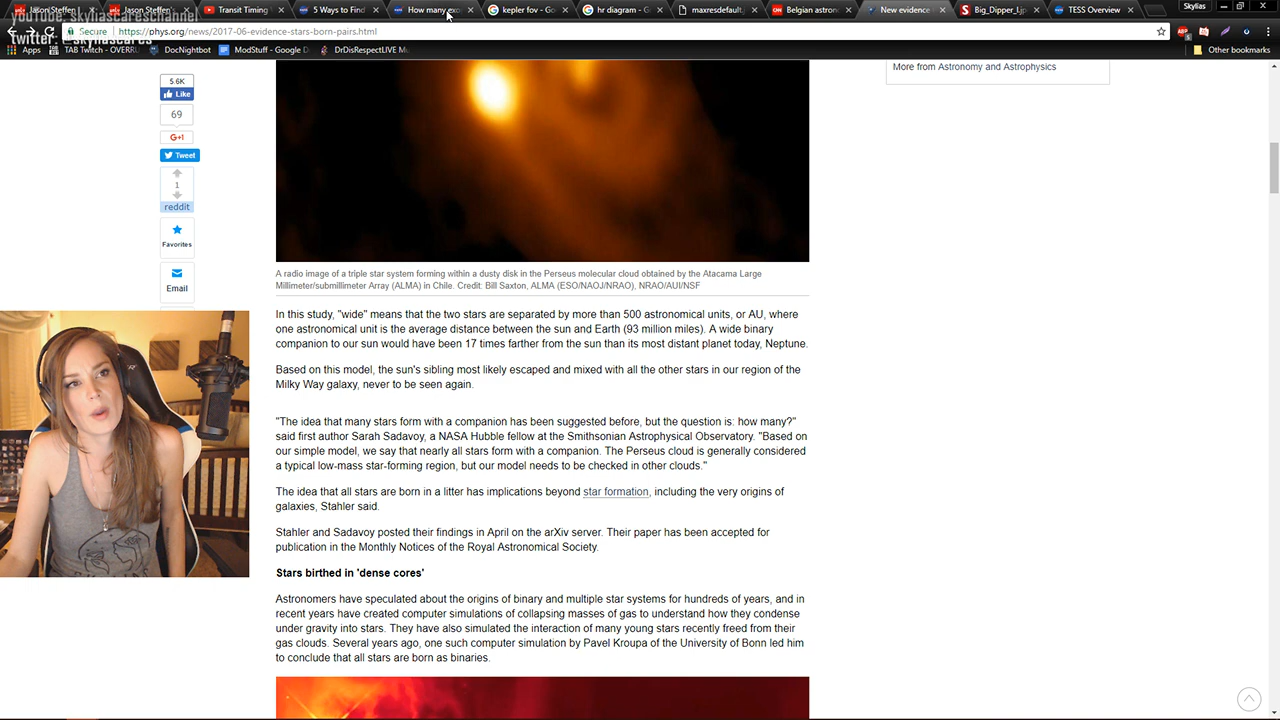 youTube: skyliascareschannel
twitter: @skyliascares
Jason Steffen
Jason Steffen's
Transit Timing
5 Ways to Find
How many exo
kepler fov - Go
hr diagram - Go
maxresdefault.
Belgian astrono
New evidence
Big_Dipper_L.jp
TESS Overview
Skylias
Secure
https://phys.org/news/2017-06-evidence-stars-born-pairs.html
Apps
TAB Twitch - OVERR
DocNightbot
ModStuff - Google D
DrDisRespectLIVE Mu
Other bookmarks
More from Astronomy and Astrophysics
5.6K
Like
69
G+1
Tweet
1
reddit
Favorites
Email
A radio image of a triple star system forming within a dusty disk in the Perseus molecular cloud obtained by the Atacama Large
Millimeter/submillimeter Array (ALMA) in Chile. Credit: Bill Saxton, ALMA (ESO/NAOJ/NRAO), NRAO/AUI/NSF
In this study, "wide" means that the two stars are separated by more than 500 astronomical units, or AU, where
one astronomical unit is the average distance between the sun and Earth (93 million miles). A wide binary
companion to our sun would have been 17 times farther from the sun than its most distant planet today, Neptune.
Based on this model, the sun's sibling most likely escaped and mixed with all the other stars in our region of the
Milky Way galaxy, never to be seen again.
"The idea that many stars form with a companion has been suggested before, but the question is: how many?"
said first author Sarah Sadavoy, a NASA Hubble fellow at the Smithsonian Astrophysical Observatory. "Based on
our simple model, we say that nearly all stars form with a companion. The Perseus cloud is generally considered
a typical low-mass star-forming region, but our model needs to be checked in other clouds."
The idea that all stars are born in a litter has implications beyond star formation, including the very origins of
galaxies, Stahler said.
Stahler and Sadavoy posted their findings in April on the arXiv server. Their paper has been accepted for
publication in the Monthly Notices of the Royal Astronomical Society.
Stars birthed in 'dense cores'
Astronomers have speculated about the origins of binary and multiple star systems for hundreds of years, and in
recent years have created computer simulations of collapsing masses of gas to understand how they condense
under gravity into stars. They have also simulated the interaction of many young stars recently freed from their
gas clouds. Several years ago, one such computer simulation by Pavel Kroupa of the University of Bonn led him
to conclude that all stars are born as binaries.